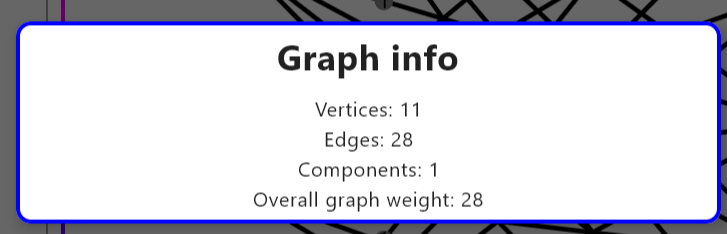 Graph info
Vertices: 11
Edges: 28
Components: 1
Overall graph weight: 28